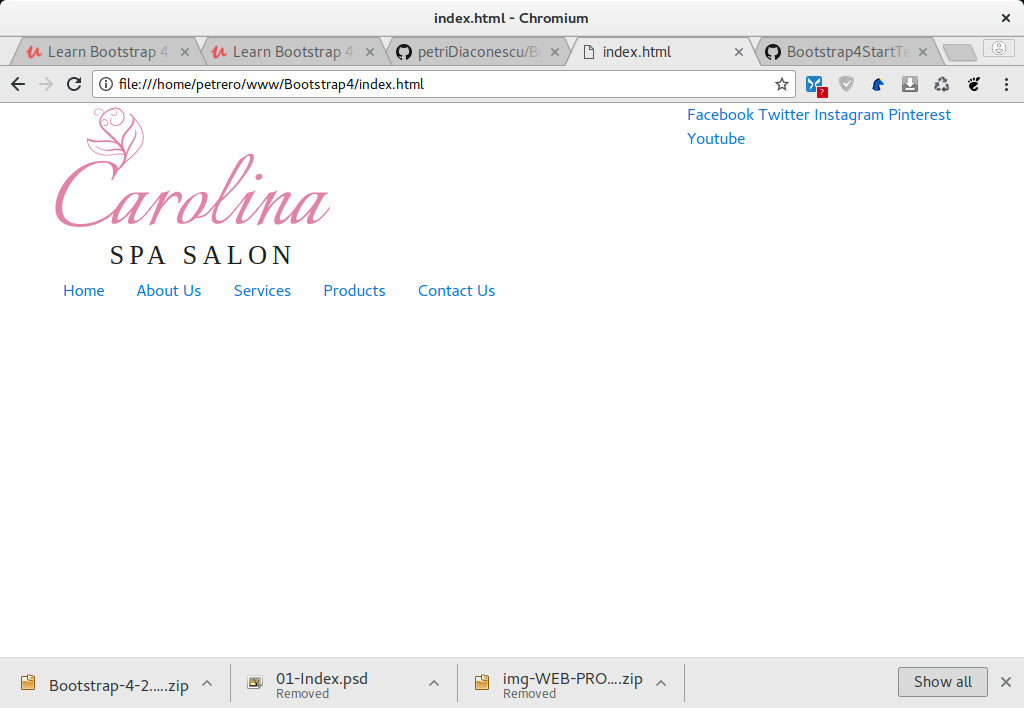 index.html - Chromium
Learn Bootstrap 4
Learn Bootstrap 4
petriDiaconescu/Bo
index.html
Bootstrap4StartTe
file:///home/petrero/www/Bootstrap4/index.html
?
Carolina
SPA SALON
Facebook Twitter Instagram Pinterest
Youtube
Home About Us Services Products Contact Us
Bootstrap-4-2.....zip
01-Index.psd
Removed
img-WEB-PRO....zip
Removed
Show all